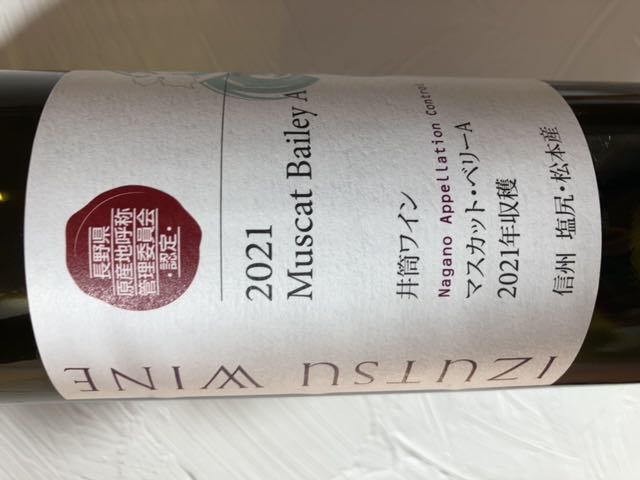 IZUTSU WINE
長野県
原産地呼称
管理委員会
・認定・
2021
Muscat Bailey A
井筒ワイン
Nagano Appellation Control
マスカット・ベリーA
2021年収穫
信州 塩尻・松本産